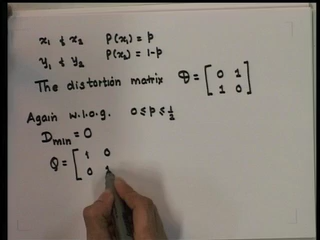 x₁ & x₂ P(x₁) = p
y₁ & y₂ P(x₂) = 1-p
The distortion matrix 𝒟 = [ 0 1 ; 1 0 ]
Again w.l.o.g. 0 ≤ p ≤ ½
Dmin = 0
Q = [ 1 0 ; 0 1